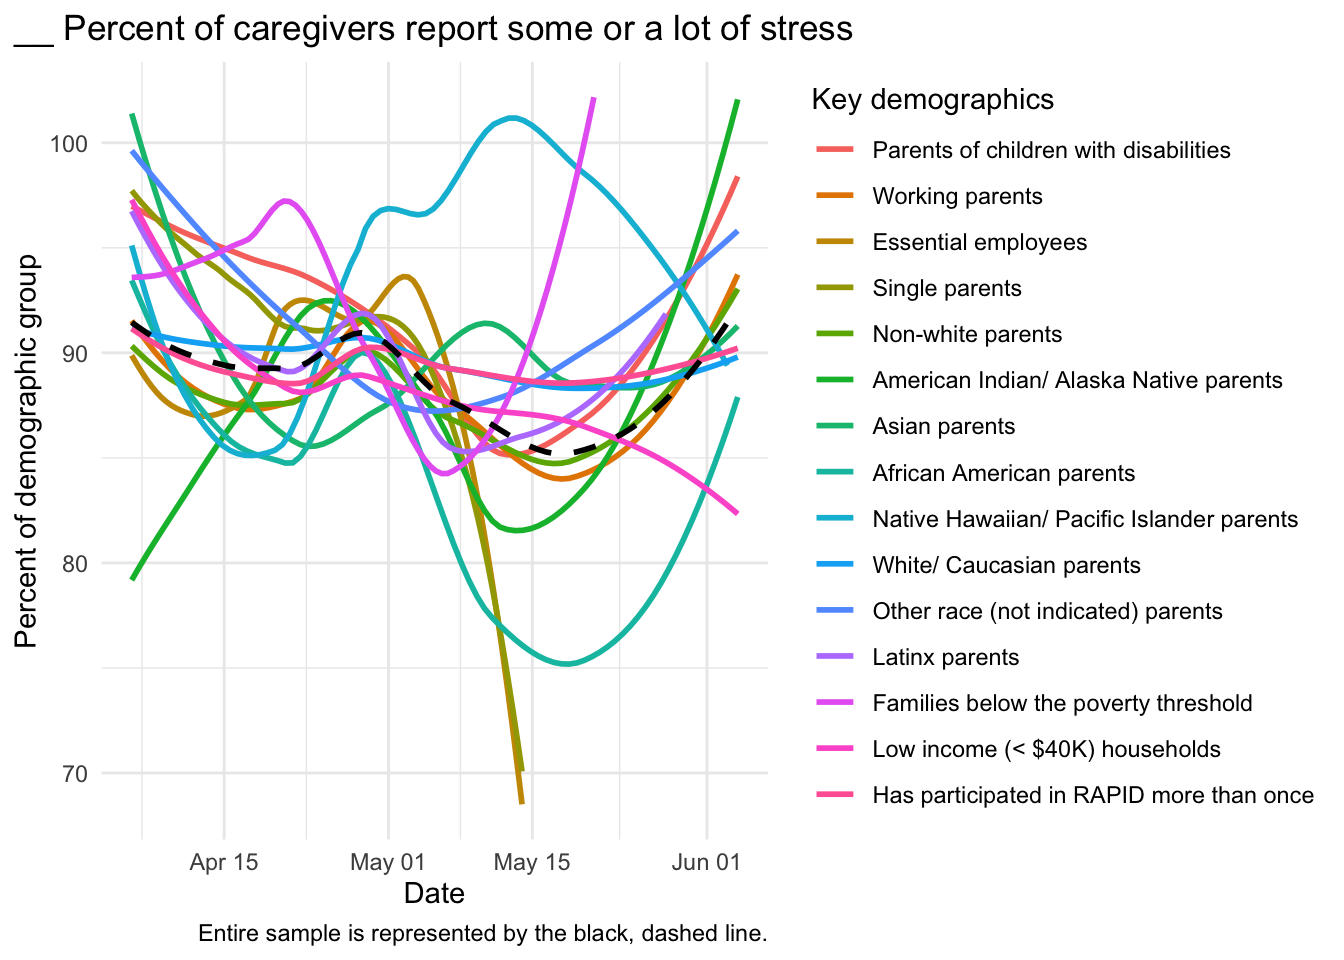 __ Percent of caregivers report some or a lot of stress
Percent of demographic group
100
90
80
70
Apr 15
May 01
May 15
Jun 01
Date
Entire sample is represented by the black, dashed line.
Key demographics
Parents of children with disabilities
Working parents
Essential employees
Single parents
Non-white parents
American Indian/ Alaska Native parents
Asian parents
African American parents
Native Hawaiian/ Pacific Islander parents
White/ Caucasian parents
Other race (not indicated) parents
Latinx parents
Families below the poverty threshold
Low income (< $40K) households
Has participated in RAPID more than once